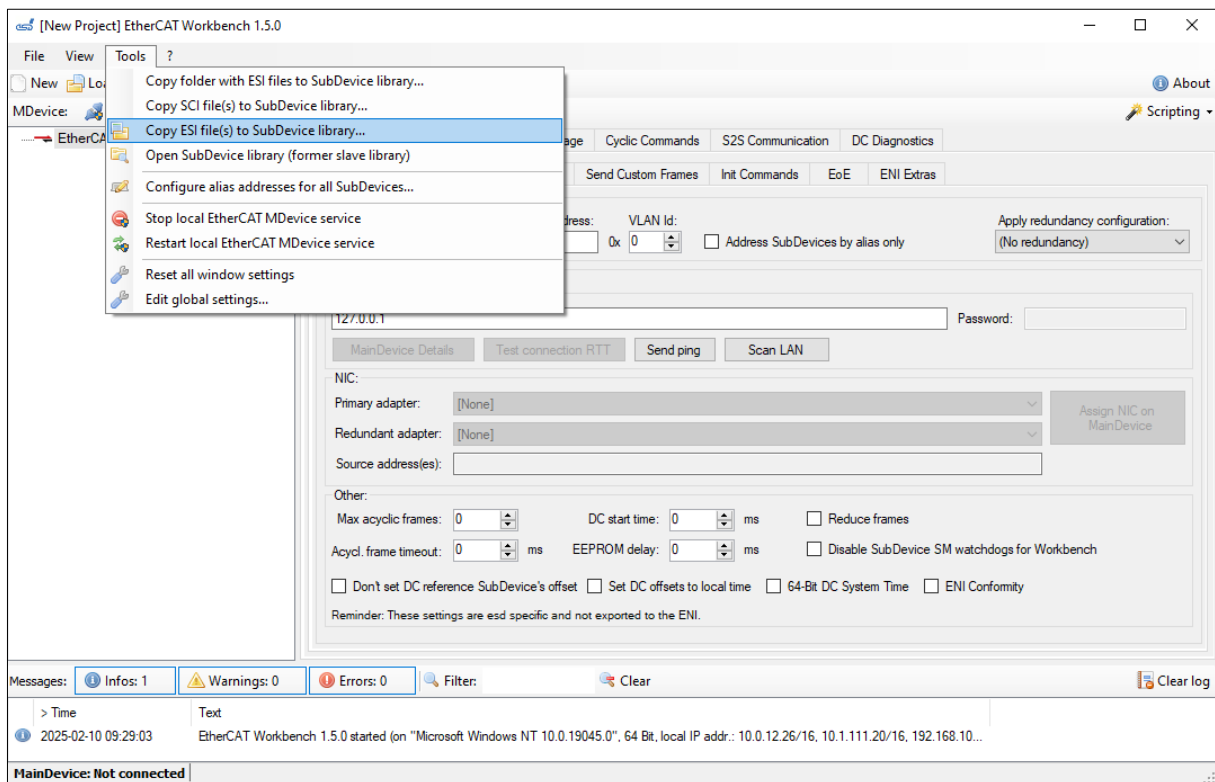 esd [New Project] EtherCAT Workbench 1.5.0
File View Tools ?
New Loa
About
MDevice:
Scripting
Copy folder with ESI files to SubDevice library...
Copy SCI file(s) to SubDevice library...
Copy ESI file(s) to SubDevice library...
Open SubDevice library (former slave library)
Configure alias addresses for all SubDevices...
Stop local EtherCAT MDevice service
Restart local EtherCAT MDevice service
Reset all window settings
Edit global settings...
EtherCA
age Cyclic Commands S2S Communication DC Diagnostics
Send Custom Frames Init Commands EoE ENI Extras
dress: VLAN Id: Apply redundancy configuration:
0x 0 Address SubDevices by alias only (No redundancy)
127.0.0.1 Password:
MainDevice Details Test connection RTT Send ping Scan LAN
NIC:
Primary adapter: [None] Assign NIC on MainDevice
Redundant adapter: [None]
Source address(es):
Other:
Max acyclic frames: 0 DC start time: 0 ms Reduce frames
Acycl. frame timeout: 0 ms EEPROM delay: 0 ms Disable SubDevice SM watchdogs for Workbench
Don't set DC reference SubDevice's offset Set DC offsets to local time 64-Bit DC System Time ENI Conformity
Reminder: These settings are esd specific and not exported to the ENI.
Messages: Infos: 1 Warnings: 0 Errors: 0 Filter: Clear Clear log
> Time Text
2025-02-10 09:29:03 EtherCAT Workbench 1.5.0 started (on "Microsoft Windows NT 10.0.19045.0", 64 Bit, local IP addr.: 10.0.12.26/16, 10.1.111.20/16, 192.168.10...
MainDevice: Not connected